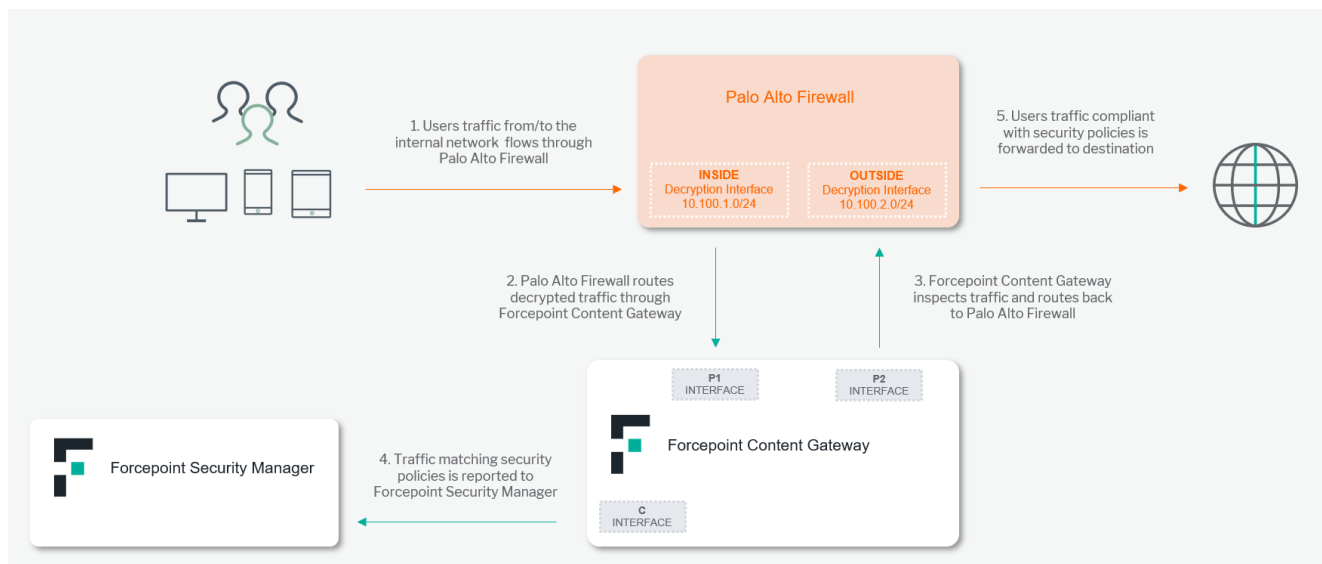 Palo Alto Firewall
1. Users traffic from/to the
internal network flows through
Palo Alto Firewall
5. Users traffic compliant
with security policies is
forwarded to destination
INSIDE
Decryption Interface
10.100.1.0/24
OUTSIDE
Decryption Interface
10.100.2.0/24
2. Palo Alto Firewall routes
decrypted traffic through
Forcepoint Content Gateway
3. Forcepoint Content Gateway
inspects traffic and routes back
to Palo Alto Firewall
P1
INTERFACE
P2
INTERFACE
Forcepoint Content Gateway
Forcepoint Security Manager
4. Traffic matching security
policies is reported to
Forcepoint Security Manager
C
INTERFACE